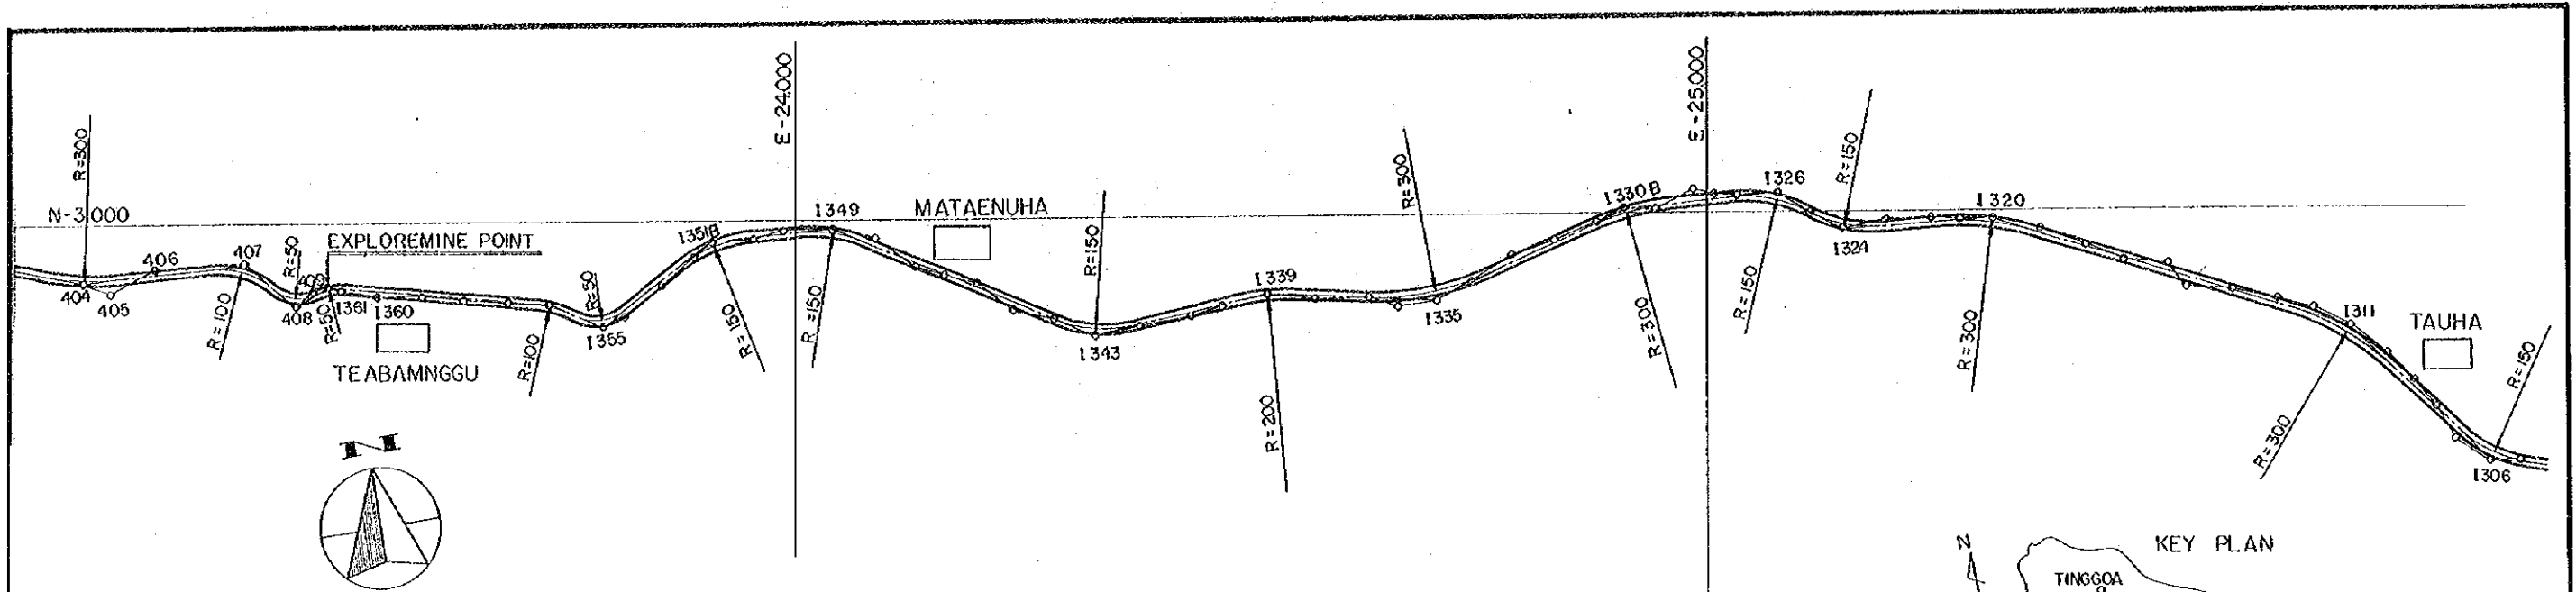 E-24.000
E-25.000
R=300
N-3.000
404
405
406
407
R=100
R=50
408
409
R=50
EXPLOREMINE POINT
1361
1360
TEABAMNGGU
R=100
R=50
1355
1351B
R=150
1349
R=150
MATAENUHA
R=150
1343
1339
R=200
R=300
1335
1330B
R=300
1326
R=150
R=150
1324
1320
R=300
1311
R=300
TAUHA
R=150
1306
N
N
KEY PLAN
TINGGOA